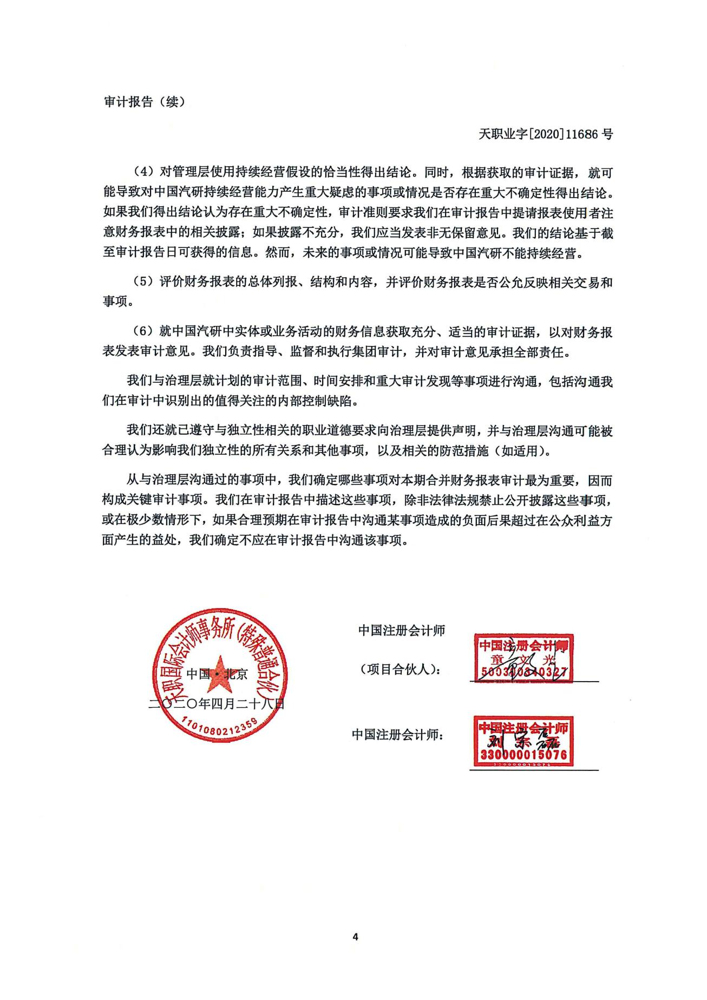 审计报告（续）
天职业字[2020]11686 号
（4）对管理层使用持续经营假设的恰当性得出结论。同时，根据获取的审计证据，就可
能导致对中国汽研持续经营能力产生重大疑虑的事项或情况是否存在重大不确定性得出结论。
如果我们得出结论认为存在重大不确定性，审计准则要求我们在审计报告中提请报表使用者注
意财务报表中的相关披露；如果披露不充分，我们应当发表非无保留意见。我们的结论基于截
至审计报告日可获得的信息。然而，未来的事项或情况可能导致中国汽研不能持续经营。
（5）评价财务报表的总体列报、结构和内容，并评价财务报表是否公允反映相关交易和
事项。
（6）就中国汽研中实体或业务活动的财务信息获取充分、适当的审计证据，以对财务报
表发表审计意见。我们负责指导、监督和执行集团审计，并对审计意见承担全部责任。
我们与治理层就计划的审计范围、时间安排和重大审计发现等事项进行沟通，包括沟通我
们在审计中识别出的值得关注的内部控制缺陷。
我们还就已遵守与独立性相关的职业道德要求向治理层提供声明，并与治理层沟通可能被
合理认为影响我们独立性的所有关系和其他事项，以及相关的防范措施（如适用）。
从与治理层沟通过的事项中，我们确定哪些事项对本期合并财务报表审计最为重要，因而
构成关键审计事项。我们在审计报告中描述这些事项，除非法律法规禁止公开披露这些事项，
或在极少数情形下，如果合理预期在审计报告中沟通某事项造成的负面后果超过在公众利益方
面产生的益处，我们确定不应在审计报告中沟通该事项。
天职国际会计师事务所（特殊普通合伙）
中国·北京
二〇二〇年四月二十八日
1101080212359
中国注册会计师
（项目合伙人）：
中国注册会计师
童文光
500300340327
中国注册会计师：
中国注册会计师
刘宗磊
330000015076
330000015076
4